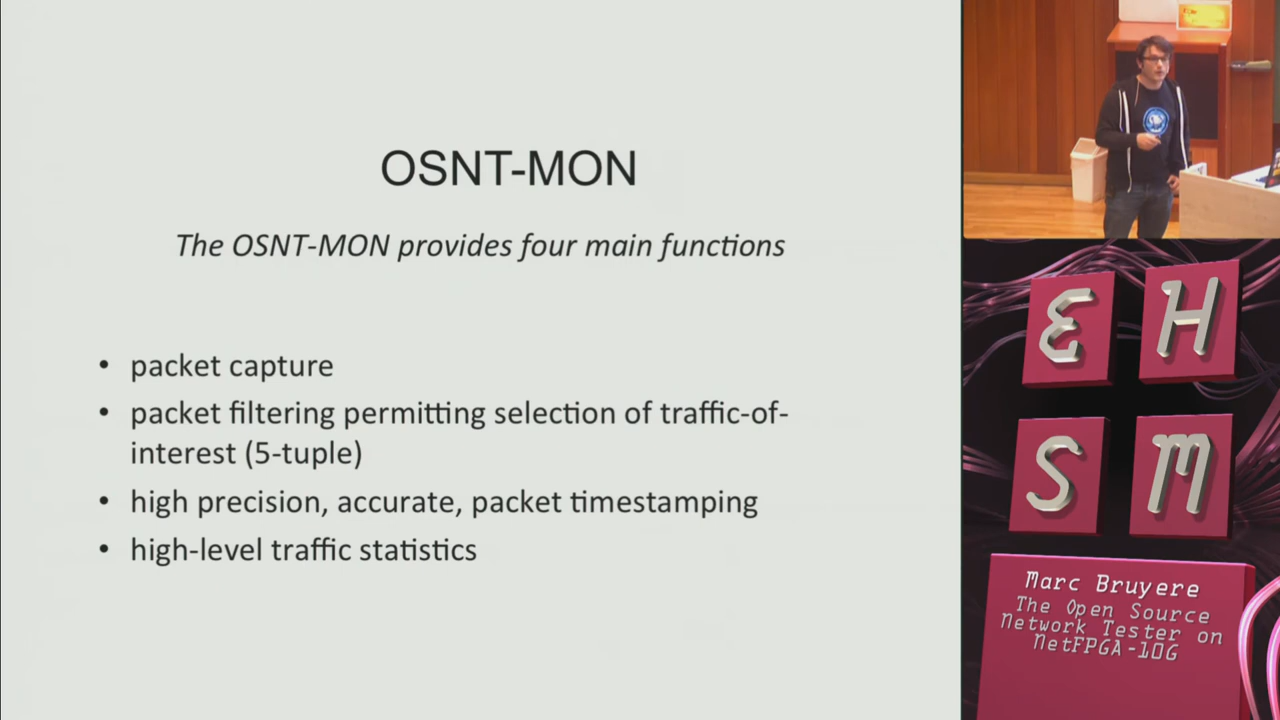 OSNT-MON
The OSNT-MON provides four main functions
• packet capture
• packet filtering permitting selection of traffic-of-
interest (5-tuple)
• high precision, accurate, packet timestamping
• high-level traffic statistics
E H
S M
Marc Bruyere
The Open Source
Network Tester on
NetFPGA-10G